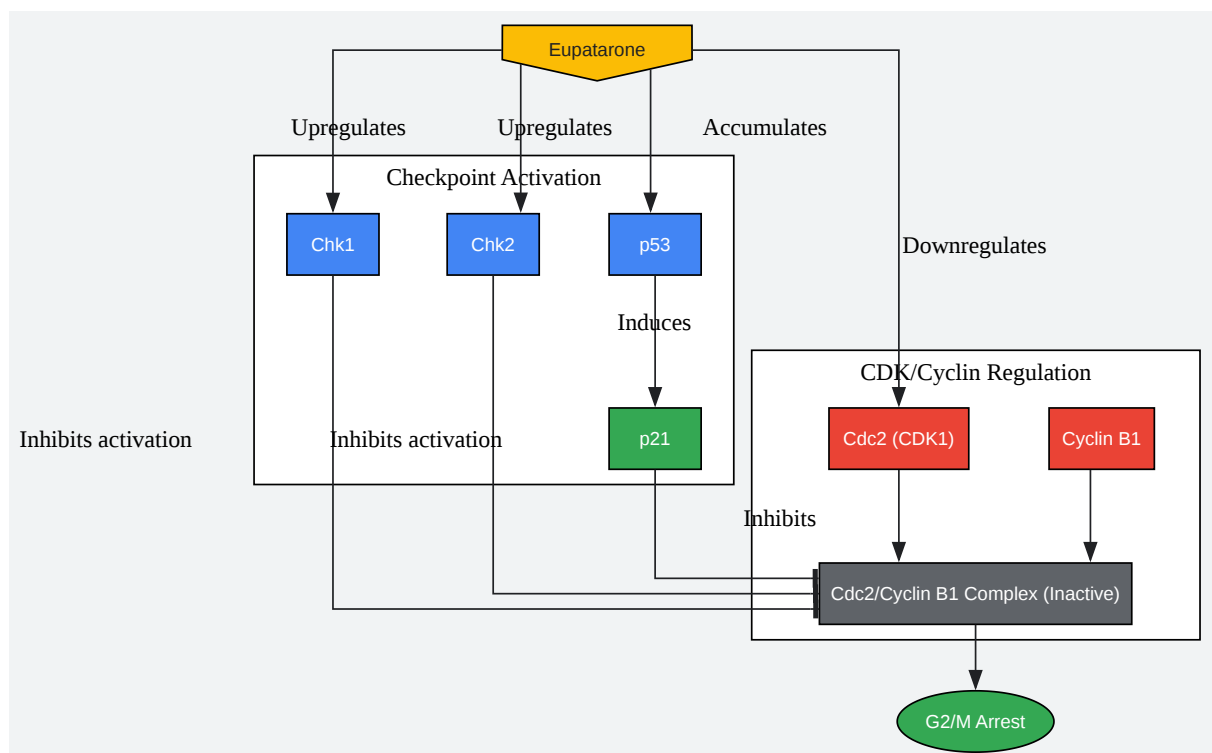 Eupatarone
Upregulates
Upregulates
Accumulates
Checkpoint Activation
Chk1
Chk2
p53
Downregulates
Induces
CDK/Cyclin Regulation
Inhibits activation
Inhibits activation
p21
Cdc2 (CDK1)
Cyclin B1
Inhibits
Cdc2/Cyclin B1 Complex (Inactive)
G2/M Arrest